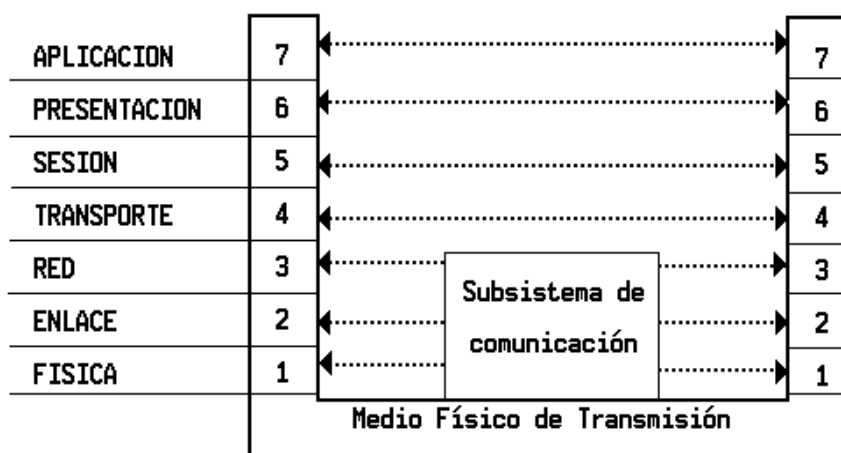 APLICACION 7 7
PRESENTACION 6 6
SESION 5 5
TRANSPORTE 4 4
RED 3 3
Subsistema de
ENLACE 2 2
comunicación
FISICA 1 1
Medio Físico de Transmisión